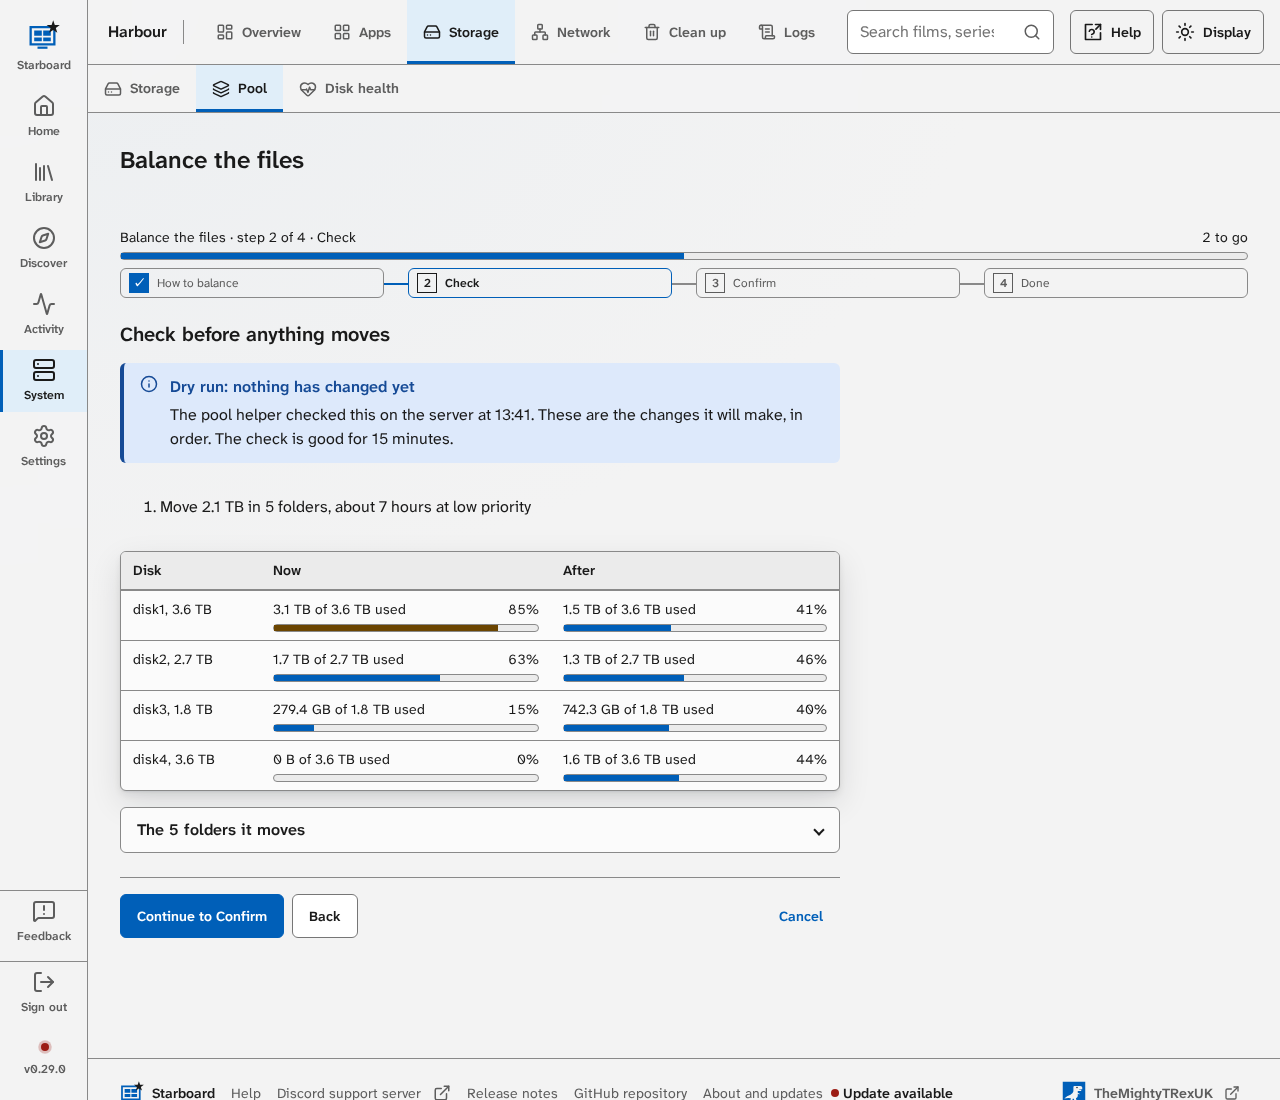 Starboard
Home
Library
Discover
Activity
System
Settings
Feedback
Sign out
v0.29.0
Harbour
Overview
Apps
Storage
Network
Clean up
Logs
Search films, series
Help
Display
Storage
Pool
Disk health
Balance the files
Balance the files · step 2 of 4 · Check
2 to go
✓ How to balance
2 Check
3 Confirm
4 Done
Check before anything moves
Dry run: nothing has changed yet
The pool helper checked this on the server at 13:41. These are the changes it will make, in
order. The check is good for 15 minutes.
1. Move 2.1 TB in 5 folders, about 7 hours at low priority
Disk Now After
disk1, 3.6 TB 3.1 TB of 3.6 TB used 85% 1.5 TB of 3.6 TB used 41%
disk2, 2.7 TB 1.7 TB of 2.7 TB used 63% 1.3 TB of 2.7 TB used 46%
disk3, 1.8 TB 279.4 GB of 1.8 TB used 15% 742.3 GB of 1.8 TB used 40%
disk4, 3.6 TB 0 B of 3.6 TB used 0% 1.6 TB of 3.6 TB used 44%
The 5 folders it moves
Continue to Confirm
Back
Cancel
Starboard
Help
Discord support server
Release notes
GitHub repository
About and updates
Update available
TheMightyTRexUK